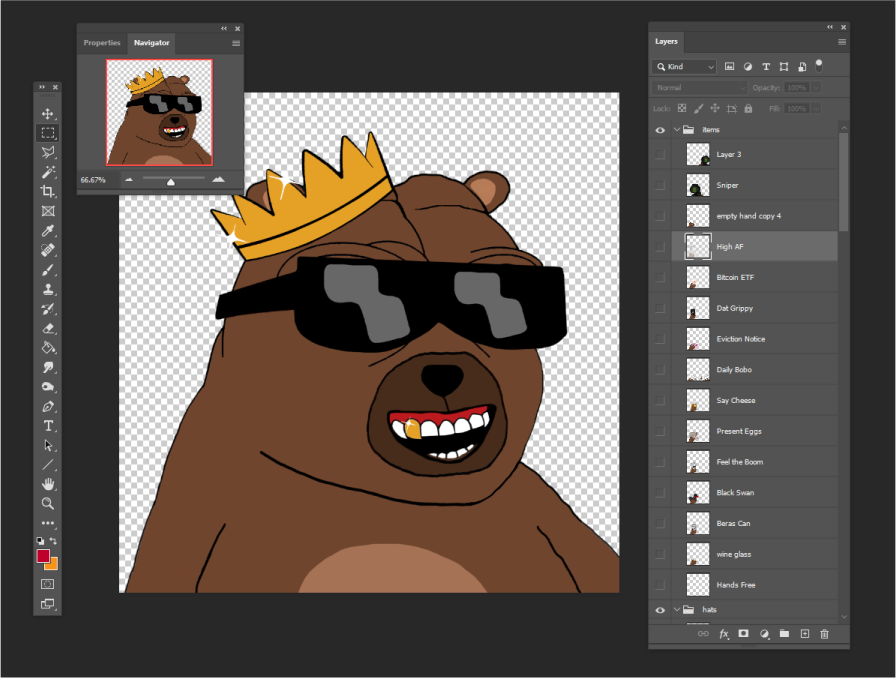 Properties
Navigator
66.67%
Layers
Kind
Normal
Opacity: 100%
Lock:
Fill: 100%
items
Layer 3
Sniper
empty hand copy 4
High AF
Bitcoin ETF
Dat Grippy
Eviction Notice
Daily Bobo
Say Cheese
Present Eggs
Feel the Boom
Black Swan
Beras Can
wine glass
Hands Free
hats